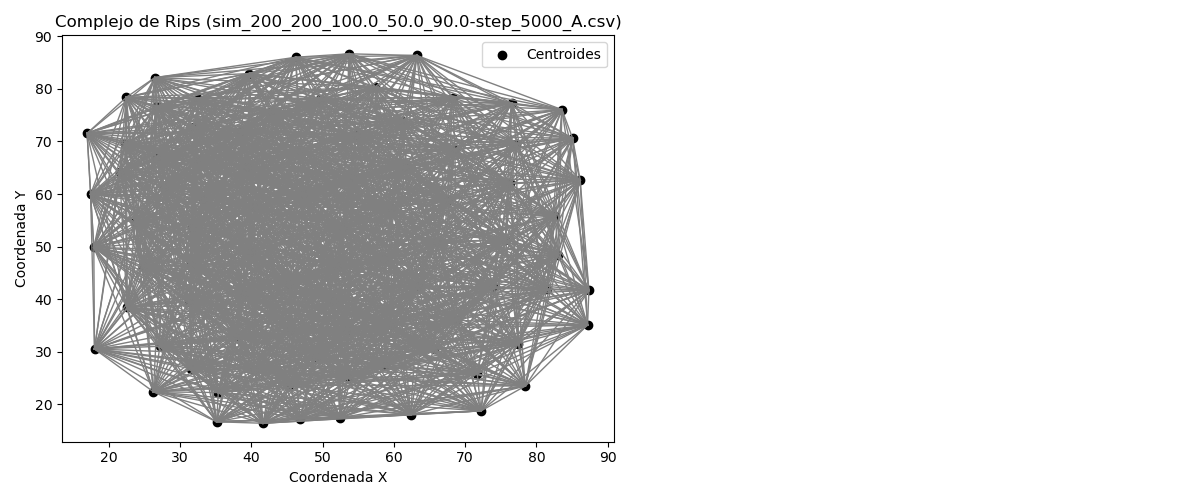 Complejo de Rips (sim_200_200_100.0_50.0_90.0-step_5000_A.csv)
Centroides
Coordenada Y
90
80
70
60
50
40
30
20
20 30 40 50 60 70 80 90
Coordenada X